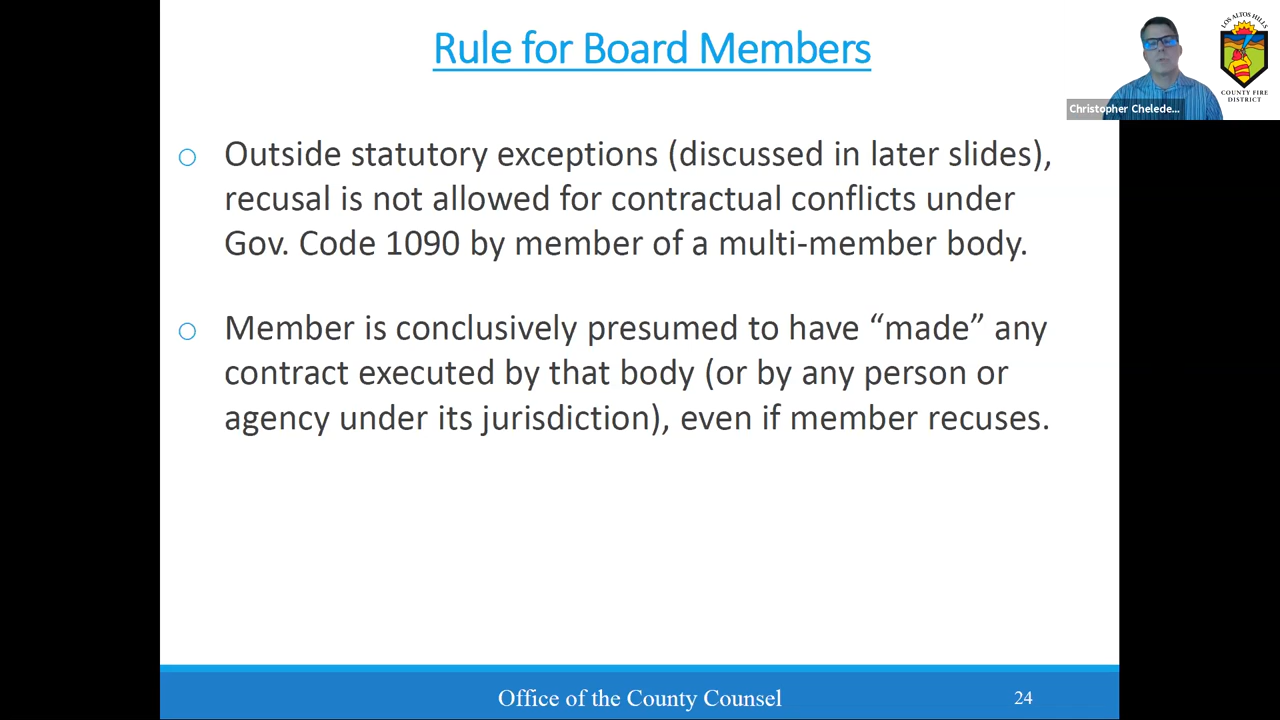 Rule for Board Members
Outside statutory exceptions (discussed in later slides),
recusal is not allowed for contractual conflicts under
Gov. Code 1090 by member of a multi-member body.
Member is conclusively presumed to have “made” any
contract executed by that body (or by any person or
agency under its jurisdiction), even if member recuses.
Office of the County Counsel
24
LOS ALTOS HILLS
COUNTY FIRE
DISTRICT
Christopher Chelede...